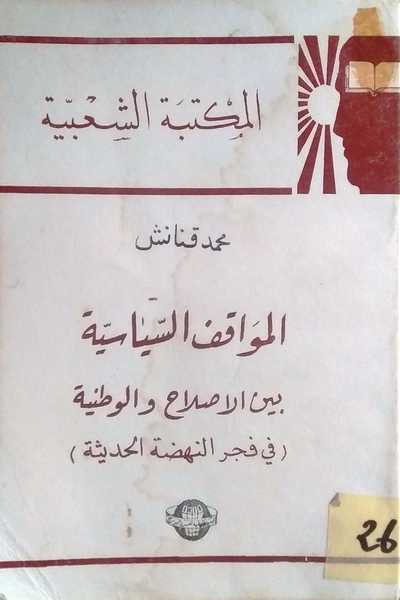 المكتبة الشعبية
محمد قنانش
المواقف السياسية
بين الاصلاح والوطنية
(في فجر النهضة الحديثة)
26